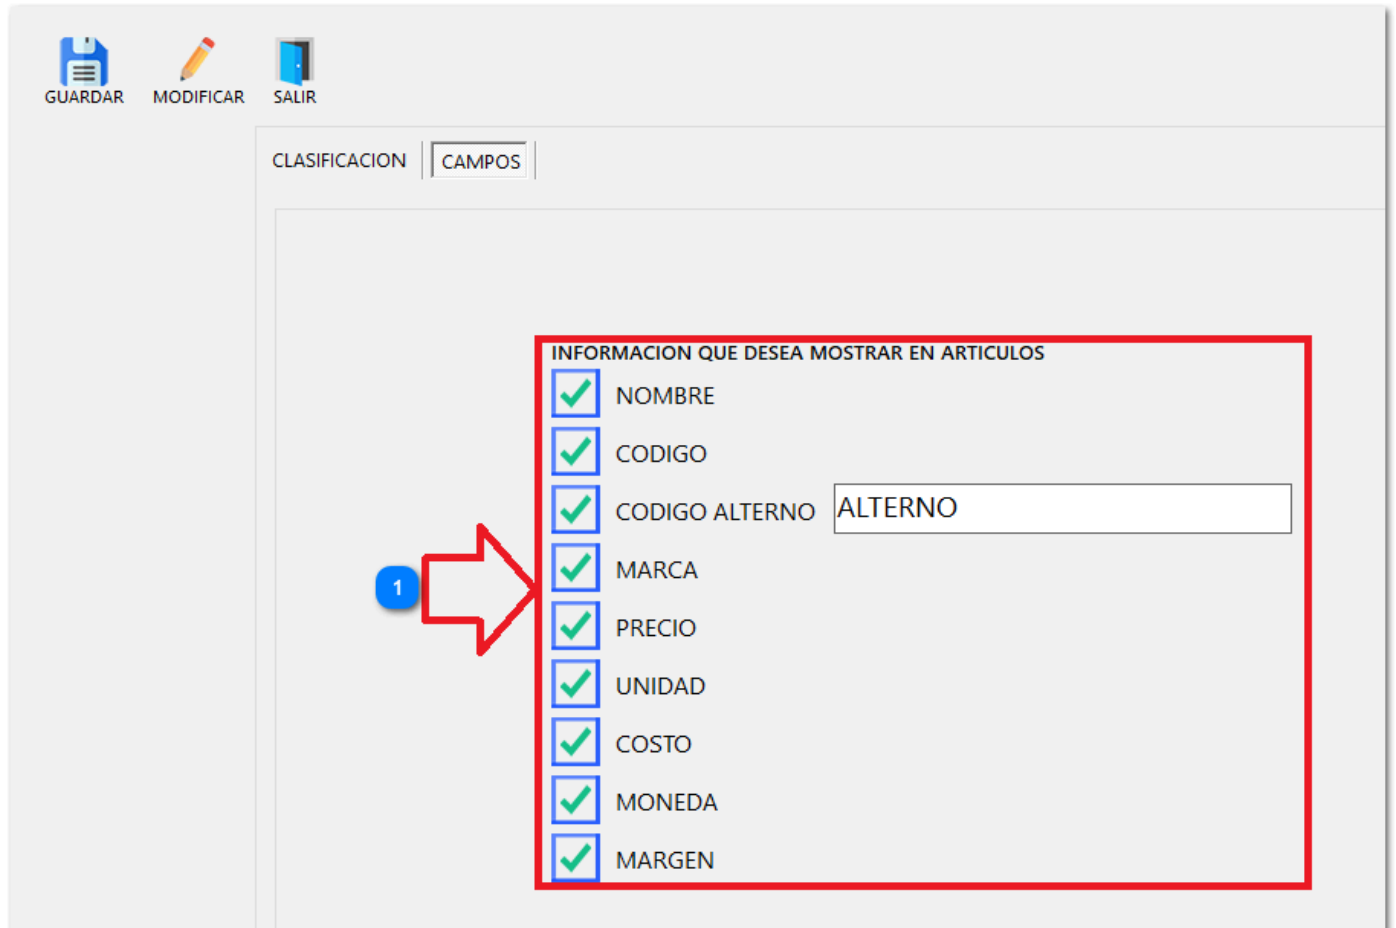 GUARDAR MODIFICAR SALIR
CLASIFICACION CAMPOS
INFORMACION QUE DESEA MOSTRAR EN ARTICULOS
NOMBRE
CODIGO
CODIGO ALTERNO ALTERNO
MARCA
1
PRECIO
UNIDAD
COSTO
MONEDA
MARGEN